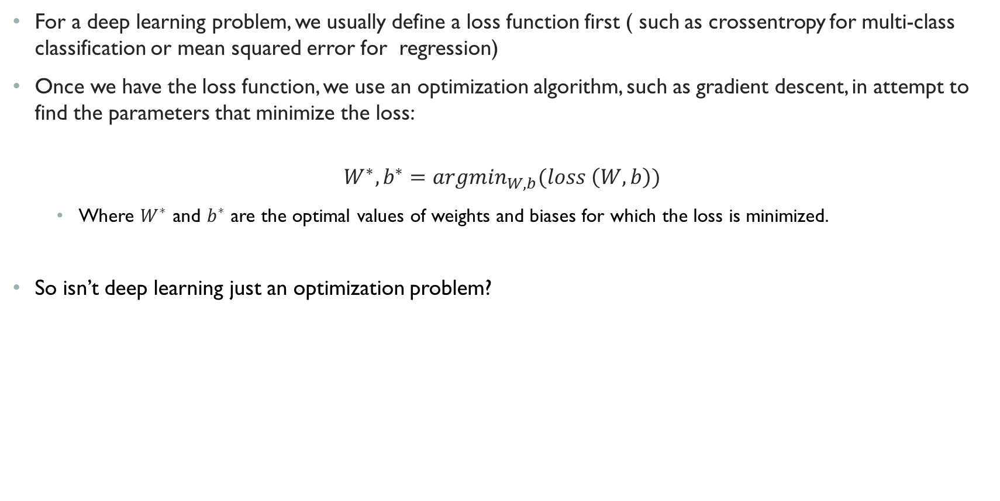 • For a deep learning problem, we usually define a loss function first ( such as crossentropy for multi-class
classification or mean squared error for  regression)
• Once we have the loss function, we use an optimization algorithm, such as gradient descent, in attempt to
find the parameters that minimize the loss:
W*, b* = argmin_{W,b}(loss (W, b))
• Where W* and b* are the optimal values of weights and biases for which the loss is minimized.
• So isn’t deep learning just an optimization problem?